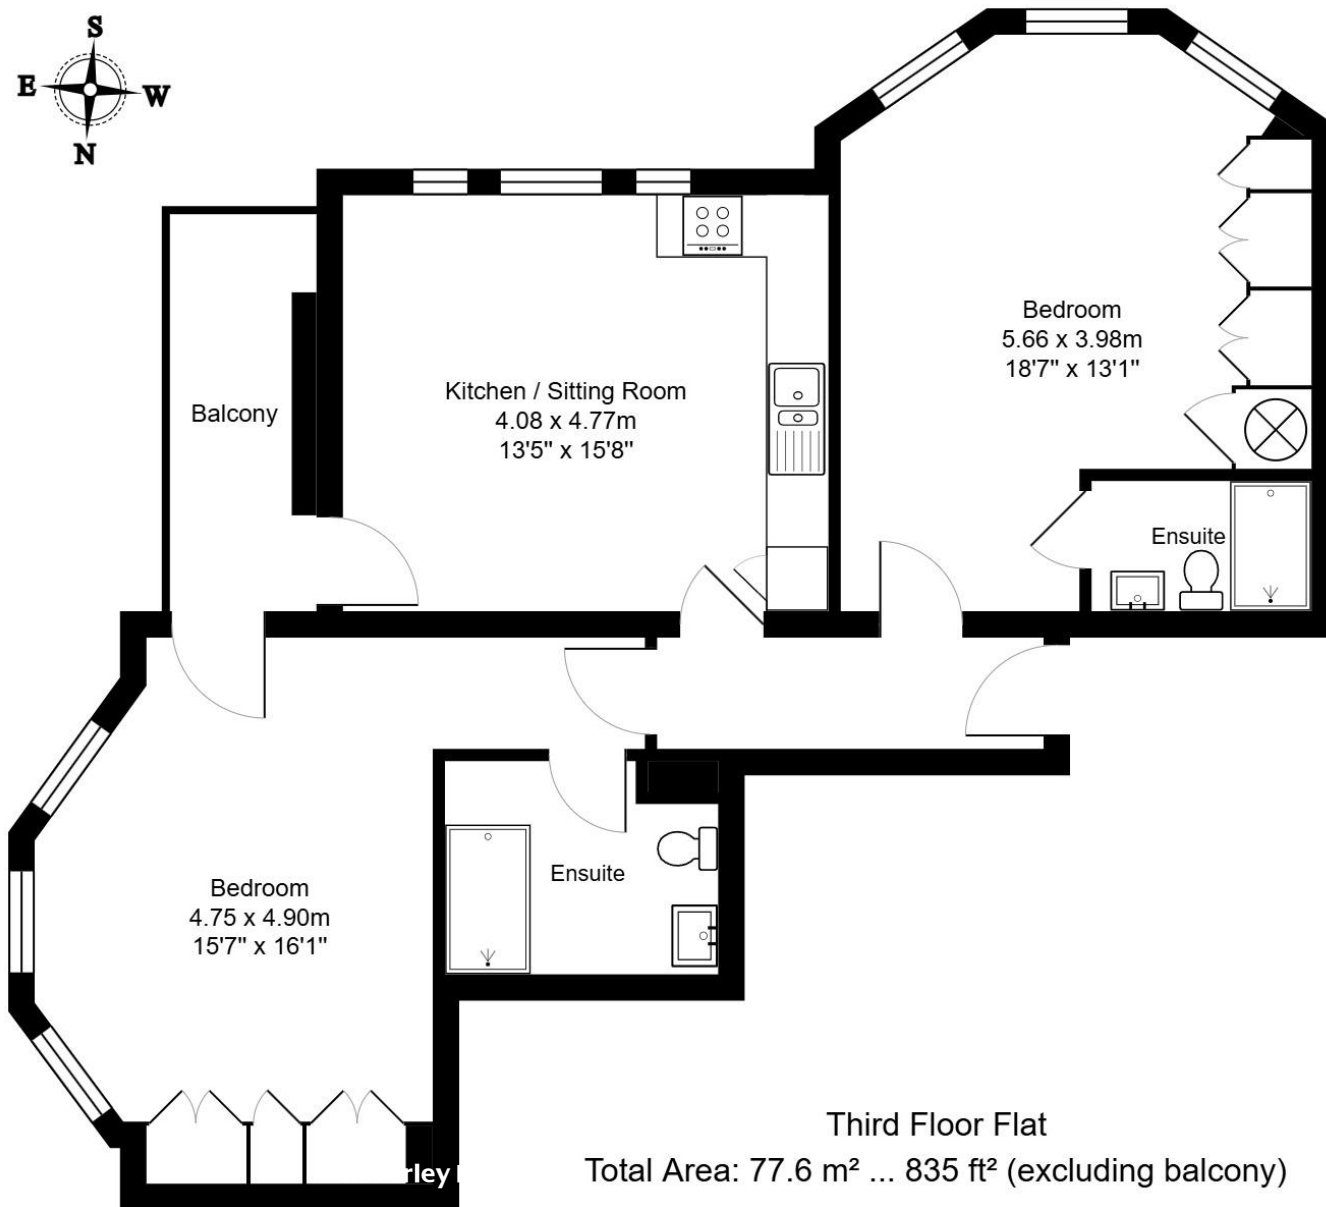 S
E
W
N
Bedroom
5.66 x 3.98m
18'7" x 13'1"
Kitchen / Sitting Room
4.08 x 4.77m
13'5" x 15'8"
Balcony
Ensuite
Bedroom
4.75 x 4.90m
15'7" x 16'1"
Ensuite
Third Floor Flat
Total Area: 77.6 m² ... 835 ft² (excluding balcony)